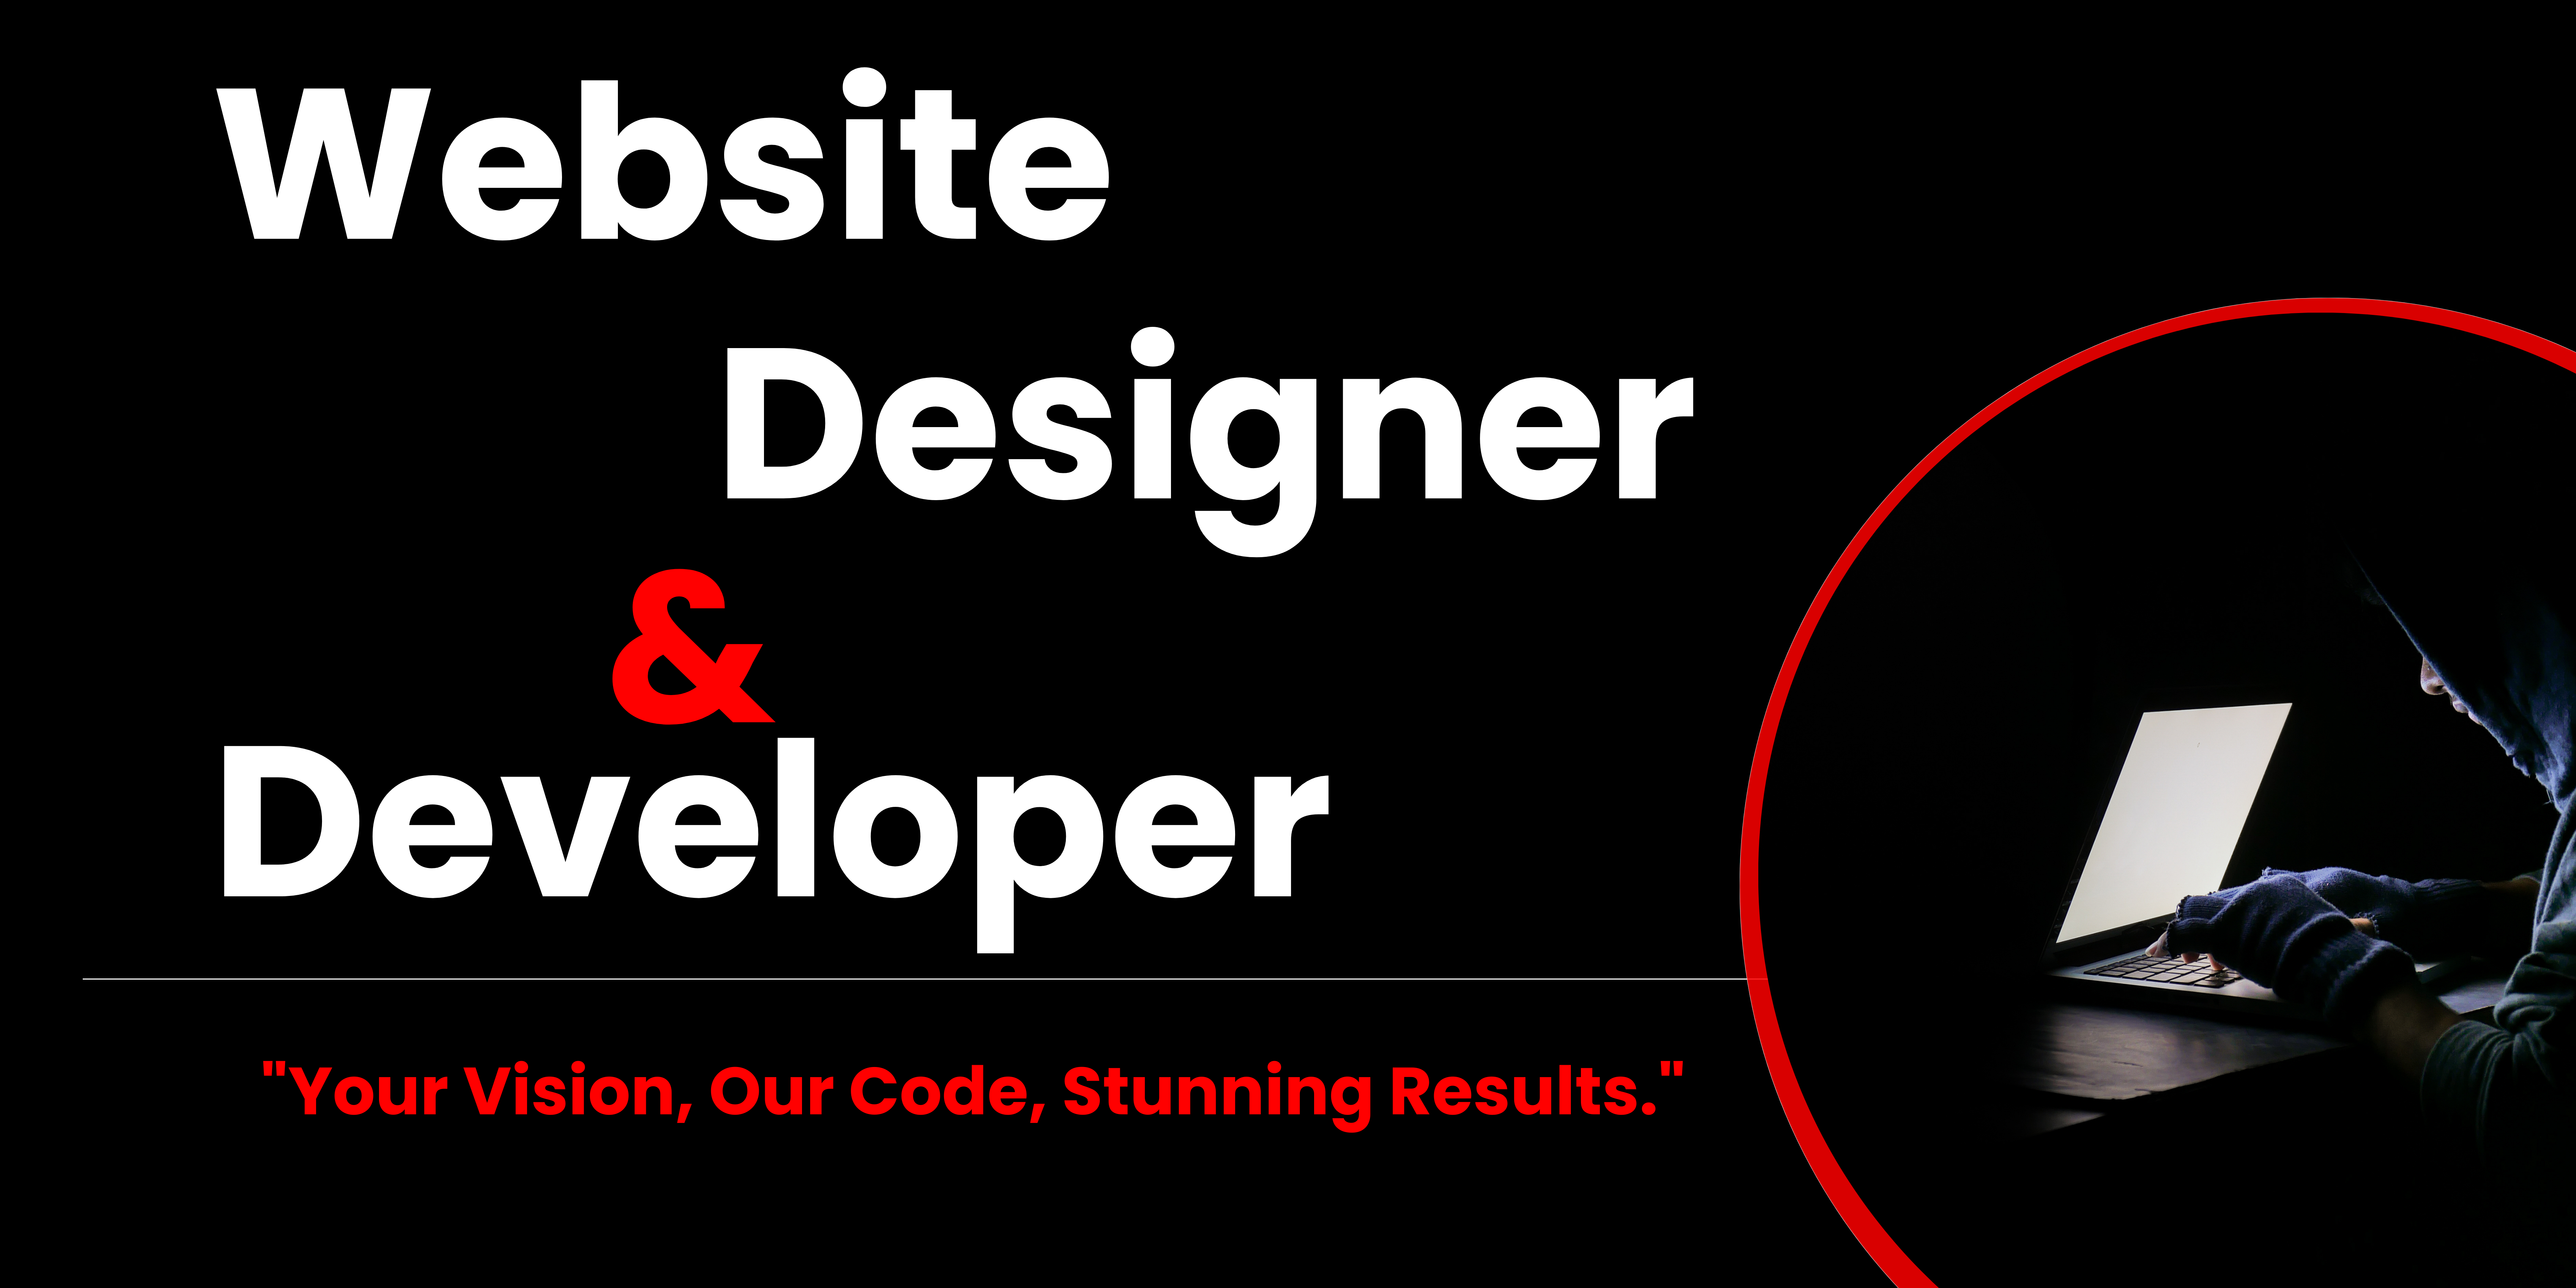 Website
Designer
&
Developer
"Your Vision, Our Code, Stunning Results."